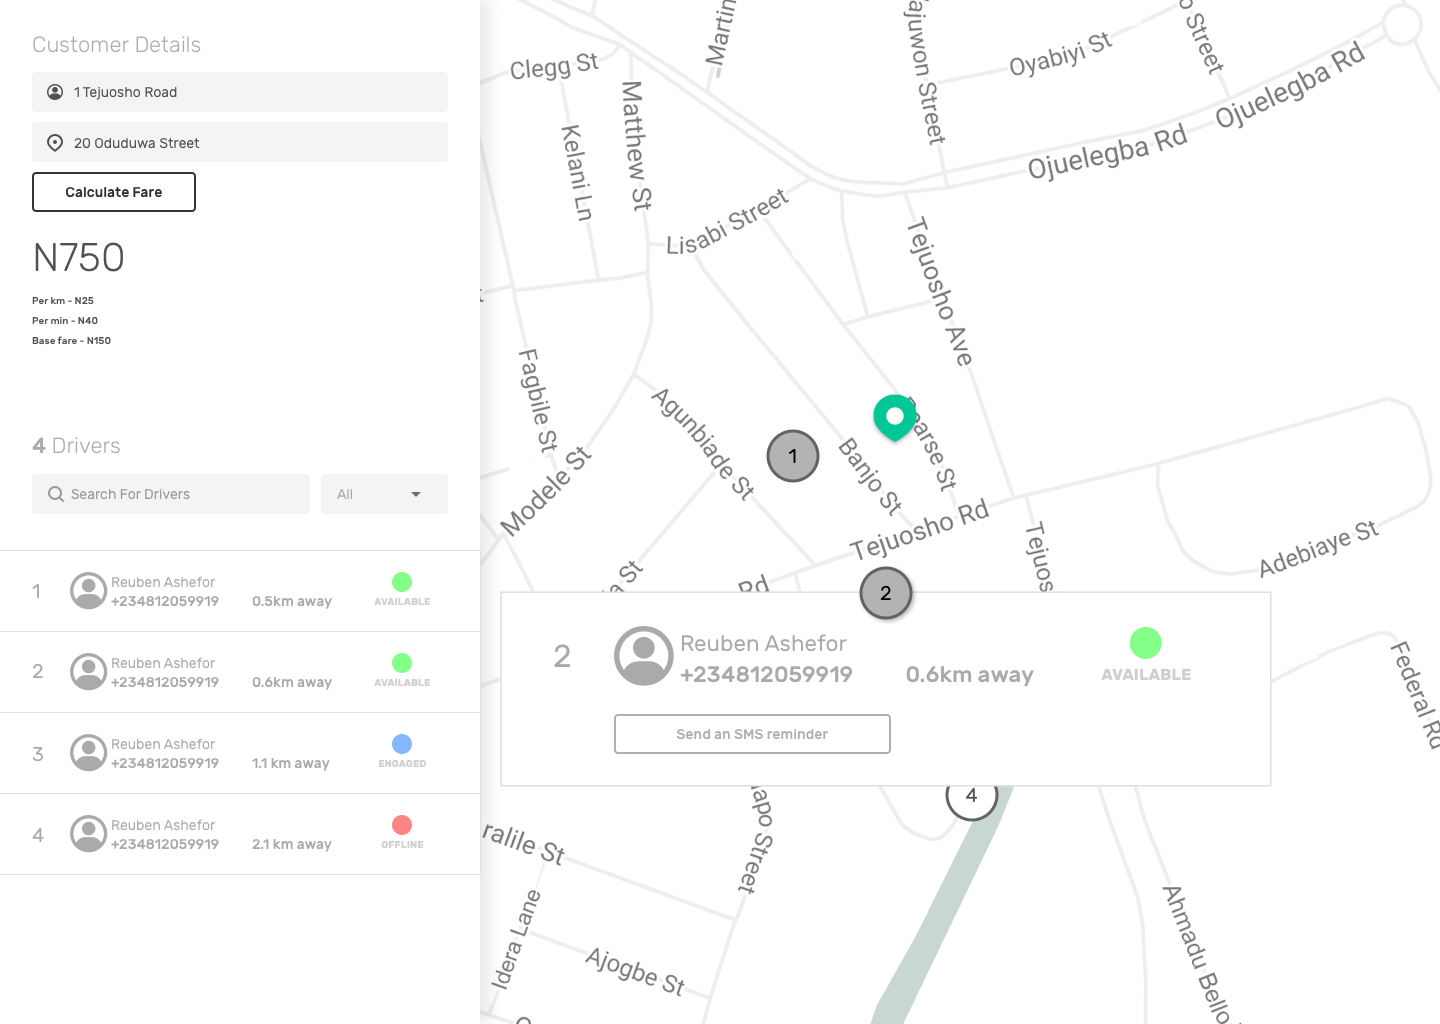 Customer Details
1 Tejuosho Road
20 Oduduwa Street
Calculate Fare
N750
Per km - N25
Per min - N40
Base fare - N150
4 Drivers
Search For Drivers
All
1
Reuben Ashefor
+234812059919
0.5km away
AVAILABLE
2
Reuben Ashefor
+234812059919
0.6km away
AVAILABLE
3
Reuben Ashefor
+234812059919
1.1 km away
ENGAGED
4
Reuben Ashefor
+234812059919
2.1 km away
OFFLINE
Clegg St
Martin
ajuwon Street
Oyabiyi St
o Street
Ojuelegba Rd
Ojuelegba Rd
Matthew St
Kelani Ln
Lisabi Street
Tejuosho Ave
Fagbile St
Agunbiade St
Modele St
1
Banjo St
arse St
Tejuosho Rd
Tejuos
Adebiaye St
a St
Rd
2
2
Reuben Ashefor
+234812059919
0.6km away
AVAILABLE
Send an SMS reminder
Federal Rd
4
apo Street
ralile St
Idera Lane
Ajogbe St
Ahmadu Bello